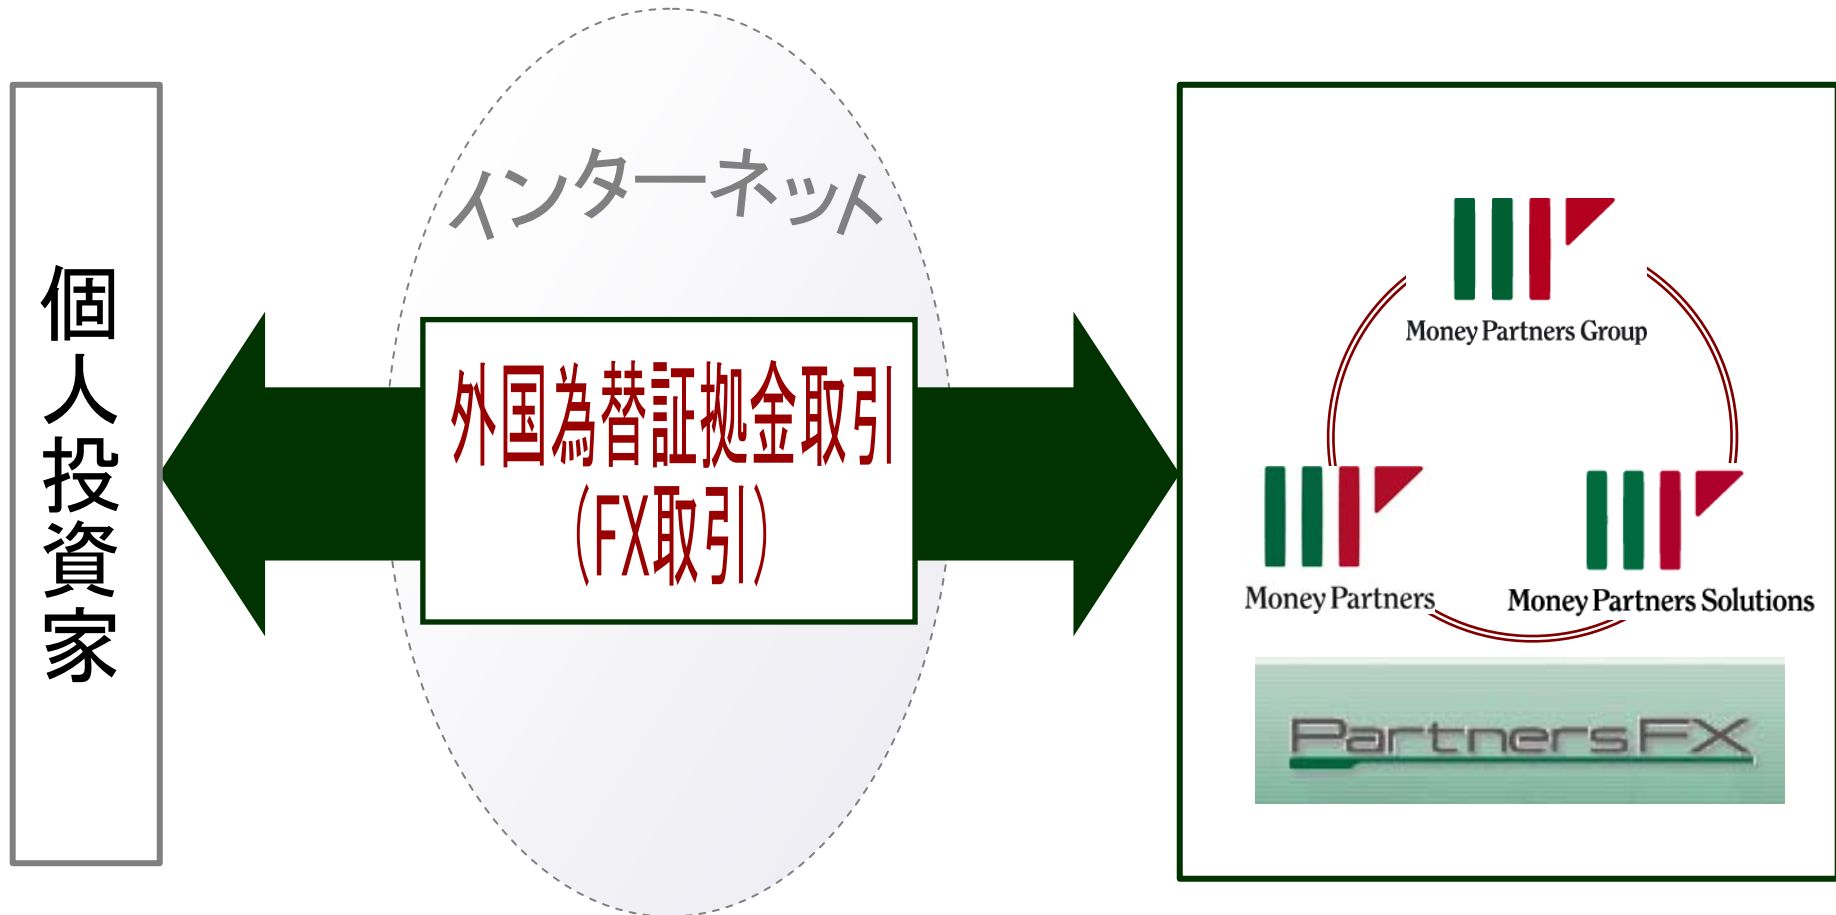 個人投資家
インターネット
外国為替証拠金取引
（FX取引）
Money Partners Group
Money Partners
Money Partners Solutions
PartnersFX